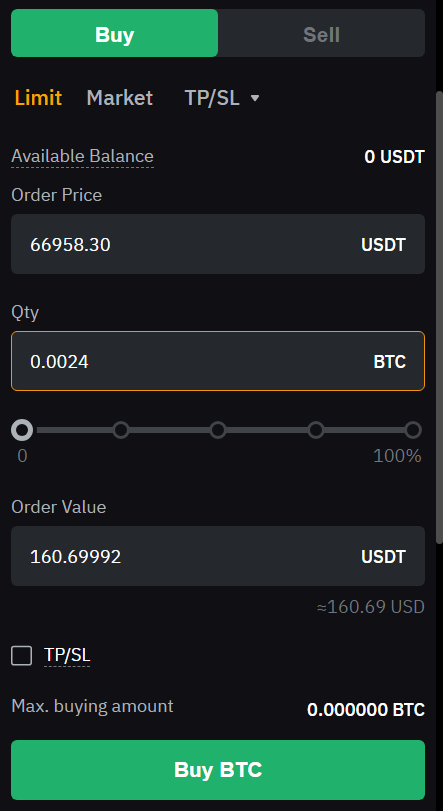 Buy Sell
Limit Market TP/SL
Available Balance 0 USDT
Order Price
66958.30 USDT
Qty
0.0024 BTC
0 100%
Order Value
160.69992 USDT
≈160.69 USD
TP/SL
Max. buying amount 0.000000 BTC
Buy BTC